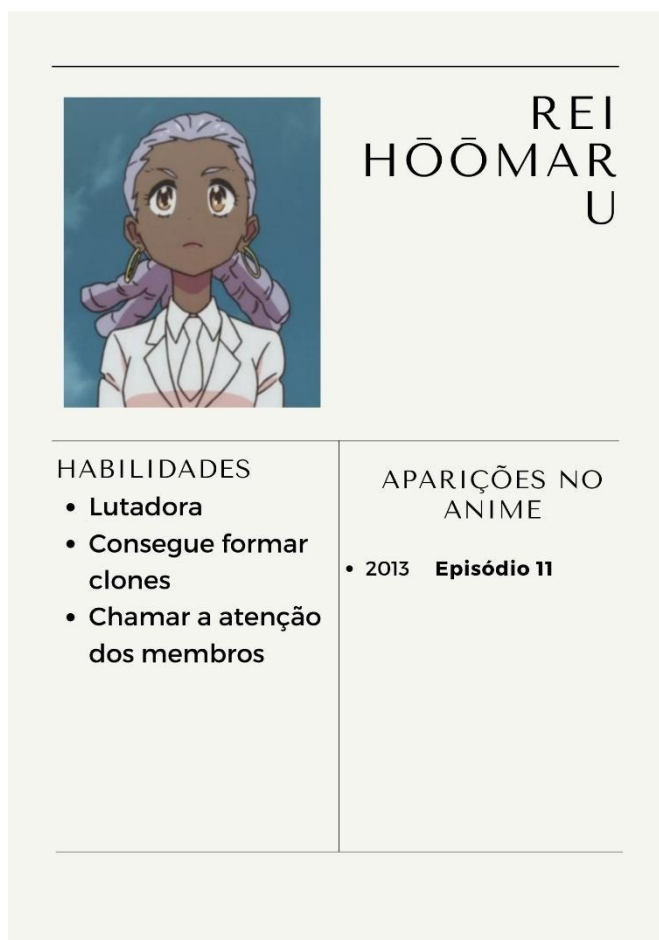 REI
HŌŌMAR
U
HABILIDADES
• Lutadora
• Consegue formar
clones
• Chamar a atenção
dos membros
APARIÇÕES NO
ANIME
• 2013 Episódio 11